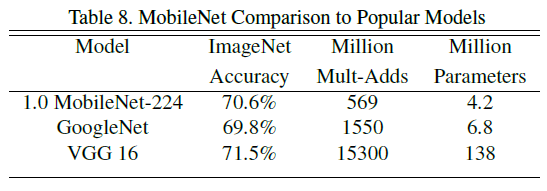 Table 8. MobileNet Comparison to Popular Models
Model ImageNet Million Million
Accuracy Mult-Adds Parameters
1.0 MobileNet-224 70.6% 569 4.2
GoogleNet 69.8% 1550 6.8
VGG 16 71.5% 15300 138